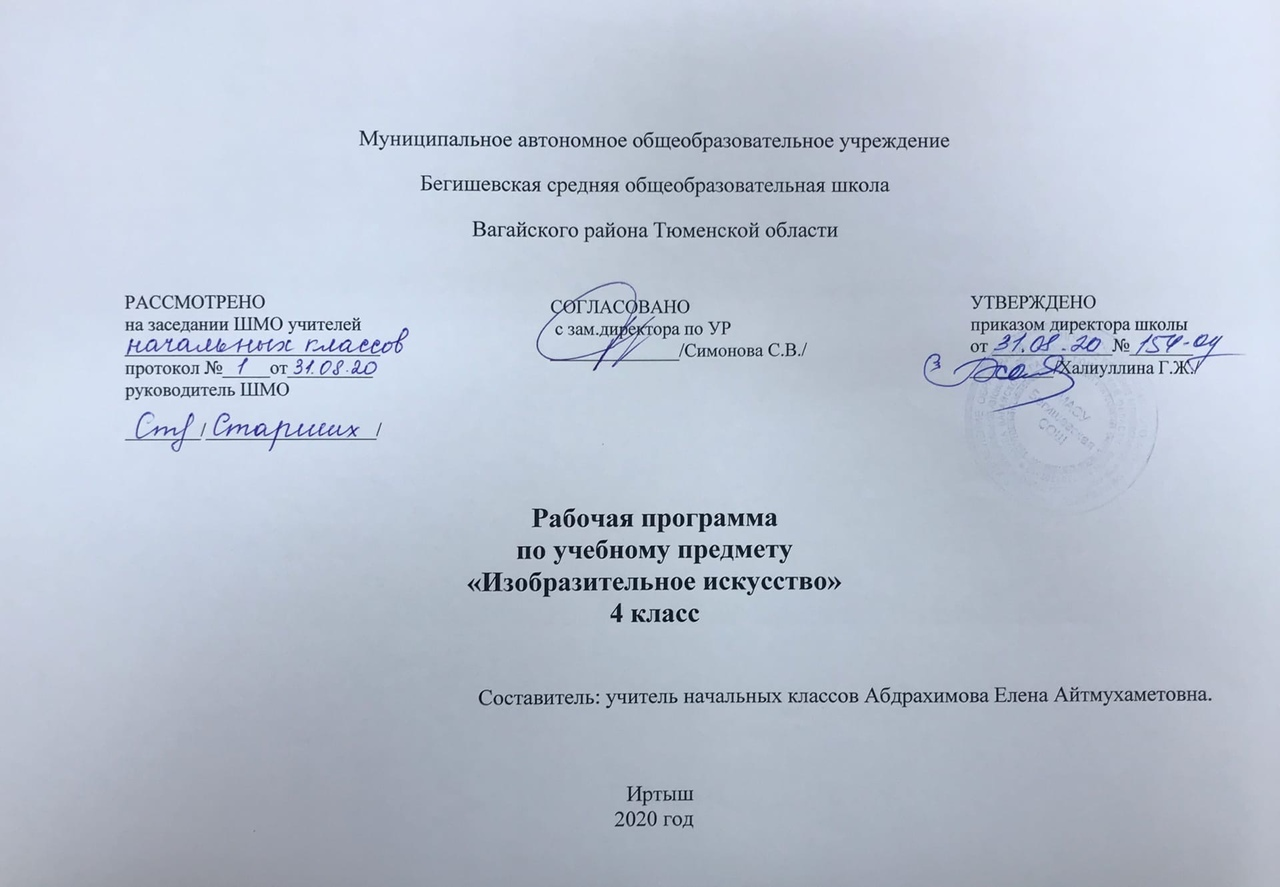 Муниципальное автономное общеобразовательное учреждение
Бегишевская средняя общеобразовательная школа
Вагайского района Тюменской области
РАССМОТРЕНО
на заседании ШМО учителей
начальных классов
протокол № 1 от 31.08.20
руководитель ШМО
/ Старших /
СОГЛАСОВАНО
с зам.директора по УР
/Симонова С.В./
УТВЕРЖДЕНО
приказом директора школы
от 31.08.20 № 154-од
/Халиуллина Г.Ж./
МАОУ
Бегишевская
СОШ
Рабочая программа
по учебному предмету
«Изобразительное искусство»
4 класс
Составитель: учитель начальных классов Абдрахимова Елена Айтмухаметовна.
Иртыш
2020 год